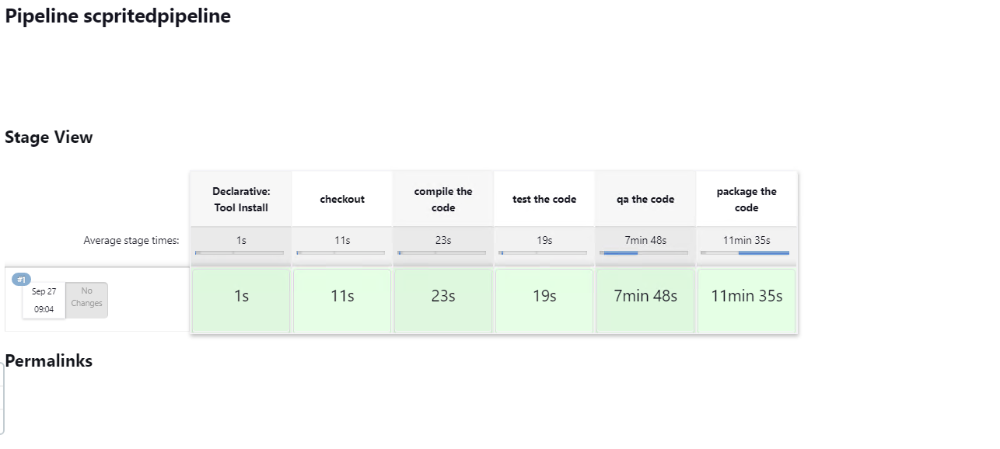 Pipeline scpritedpipeline
Stage View
Declarative:
Tool Install
checkout
compile the
code
test the code
qa the code
package the
code
Average stage times:
1s
11s
23s
19s
7min 48s
11min 35s
#1
Sep 27
09:04
No
Changes
1s
11s
23s
19s
7min 48s
11min 35s
Permalinks